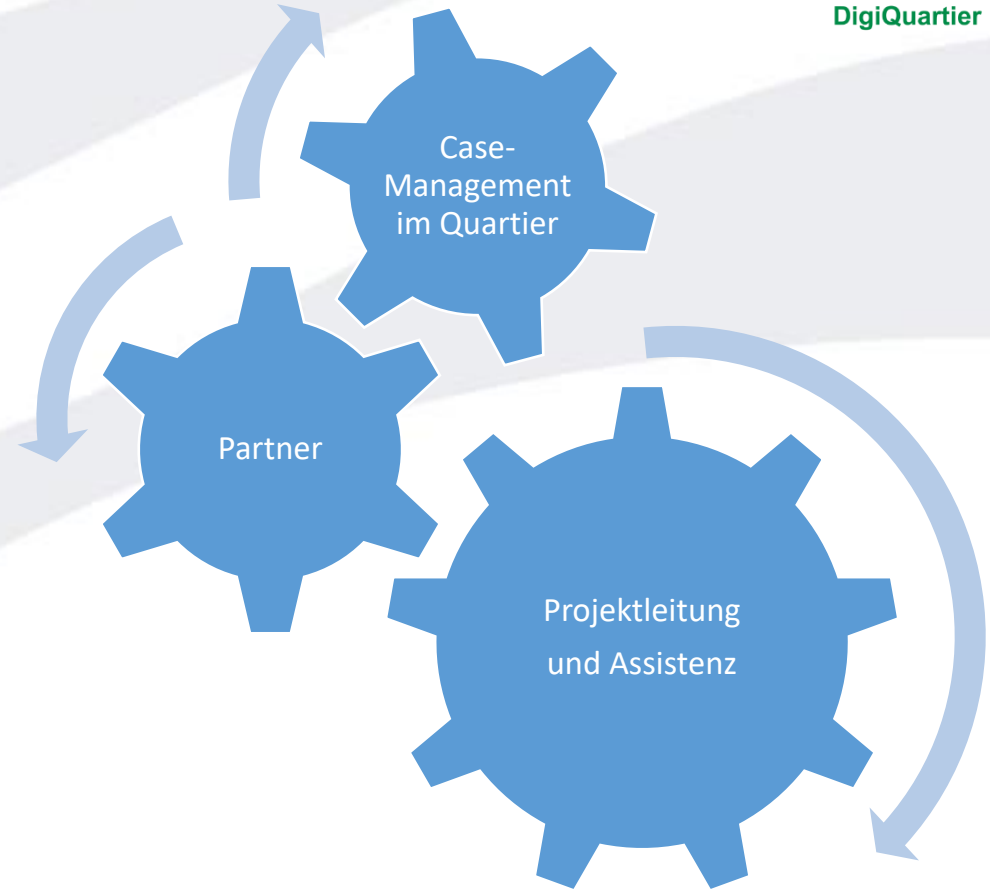 DigiQuartier
Case-
Management
im Quartier
Partner
Projektleitung
und Assistenz